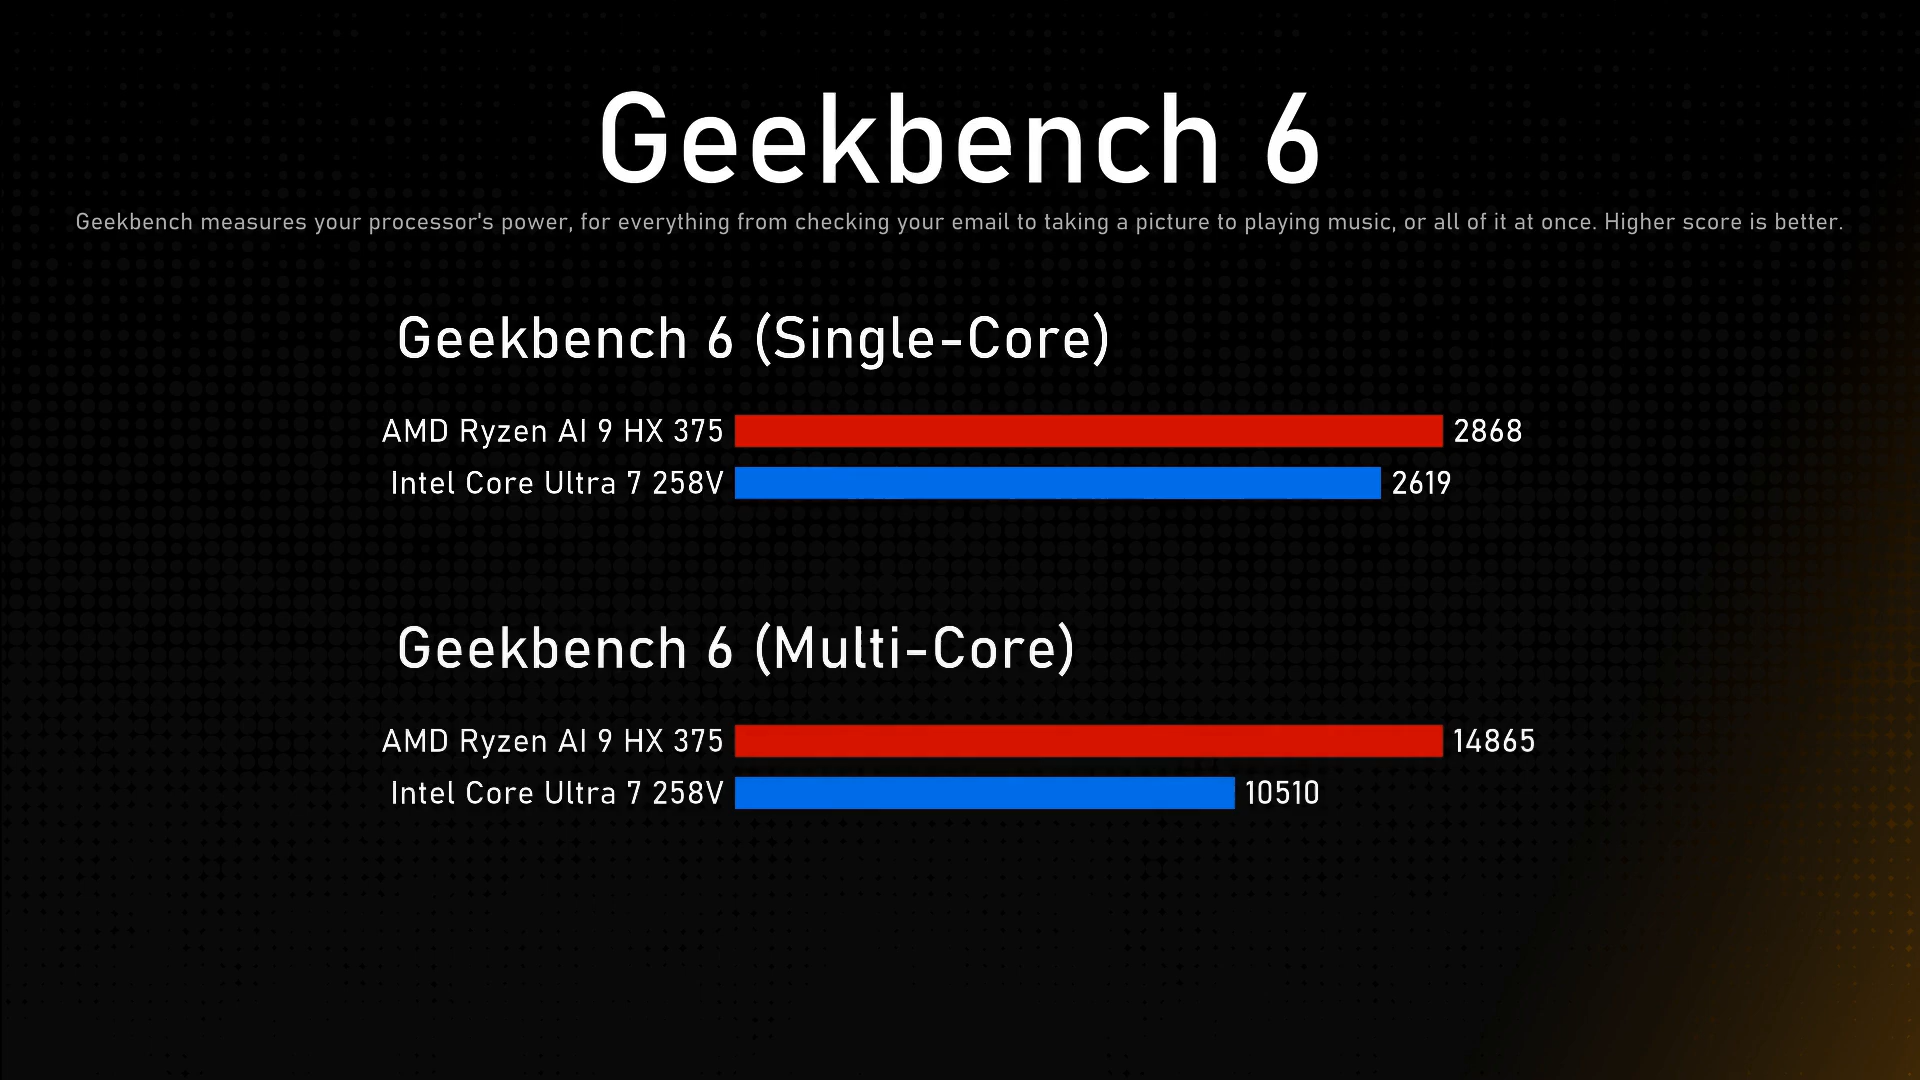 Geekbench 6
Geekbench measures your processor's power, for everything from checking your email to taking a picture to playing music, or all of it at once. Higher score is better.
Geekbench 6 (Single-Core)
AMD Ryzen AI 9 HX 375 2868
Intel Core Ultra 7 258V 2619
Geekbench 6 (Multi-Core)
AMD Ryzen AI 9 HX 375 14865
Intel Core Ultra 7 258V 10510